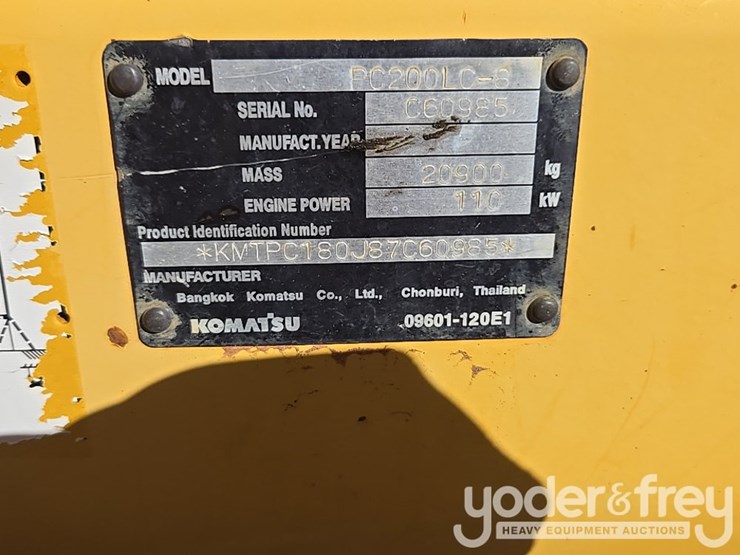 MODEL PC200LC-8
SERIAL No. C60985
MANUFACT.YEAR
MASS 20900 kg
ENGINE POWER 110 kW
Product Identification Number
*KMTPC180J87C60985*
MANUFACTURER
Bangkok Komatsu Co., Ltd., Chonburi, Thailand
KOMATSU 09601-120E1
yoder&frey
HEAVY EQUIPMENT AUCTIONS